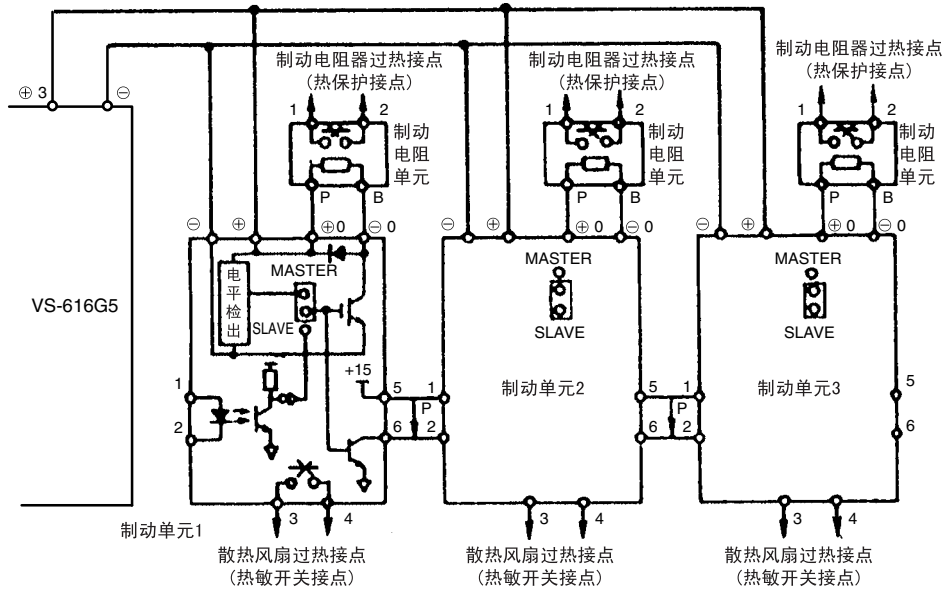 制动电阻器过热接点
(热保护接点)
制动电阻器过热接点
(热保护接点)
制动电阻器过热接点
(热保护接点)
⊕ 3 ⊖
1 2
制动
电阻
单元
P B
1 2
制动
电阻
单元
P B
1 2
制动
电阻
单元
P B
⊖ ⊕ ⊕0 ⊖0
⊖ ⊕ ⊕0 ⊖0
⊖ ⊕ ⊕0 ⊖0
VS-616G5
电平检出
MASTER
SLAVE
MASTER
SLAVE
MASTER
SLAVE
+15
1 2
5 P 1
6 2
制动单元2
5 P 1
6 2
制动单元3
5
6
3 4
3 4
3 4
制动单元1
散热风扇过热接点
(热敏开关接点)
散热风扇过热接点
(热敏开关接点)
散热风扇过热接点
(热敏开关接点)